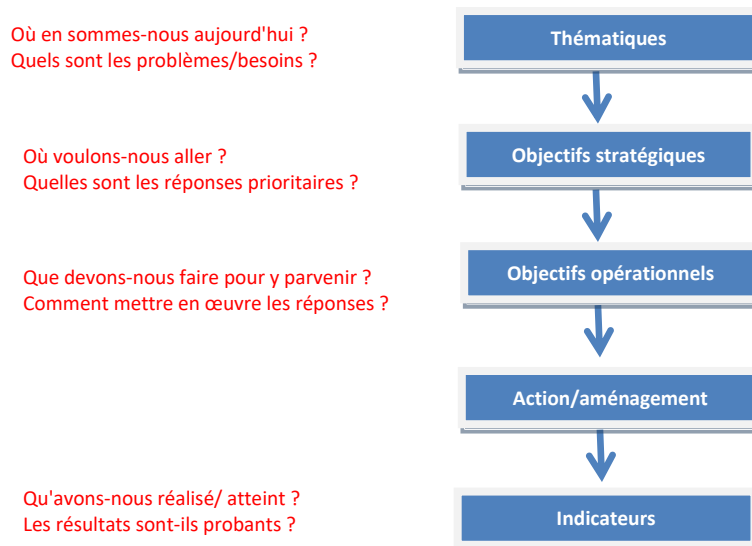 Où en sommes-nous aujourd'hui ?
Quels sont les problèmes/besoins ?
Thématiques
Où voulons-nous aller ?
Quelles sont les réponses prioritaires ?
Objectifs stratégiques
Que devons-nous faire pour y parvenir ?
Comment mettre en œuvre les réponses ?
Objectifs opérationnels
Action/aménagement
Qu'avons-nous réalisé/ atteint ?
Les résultats sont-ils probants ?
Indicateurs